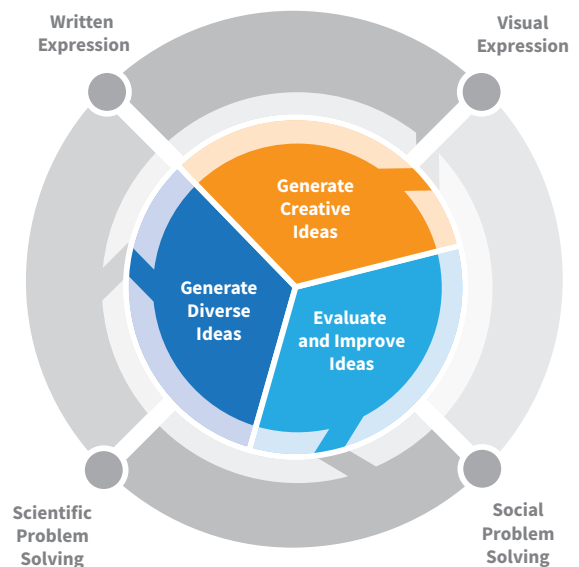 Written
Expression
Visual
Expression
Generate
Creative
Ideas
Generate
Diverse
Ideas
Evaluate
and Improve
Ideas
Scientific
Problem
Solving
Social
Problem
Solving